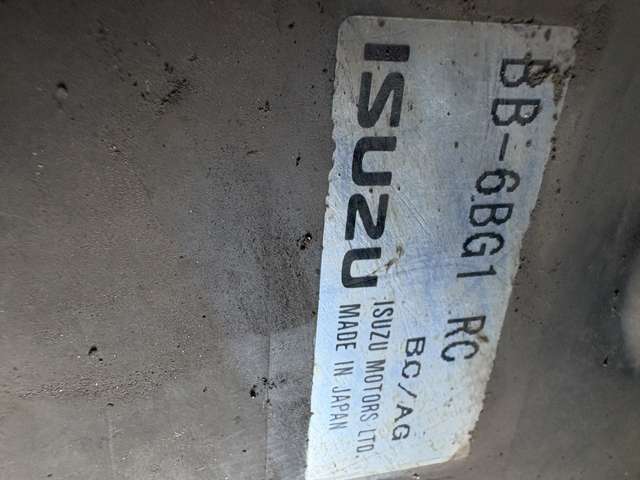 BB-6BG1 RC
BC/AG
ISUZU
ISUZU MOTORS LTD.
MADE IN JAPAN